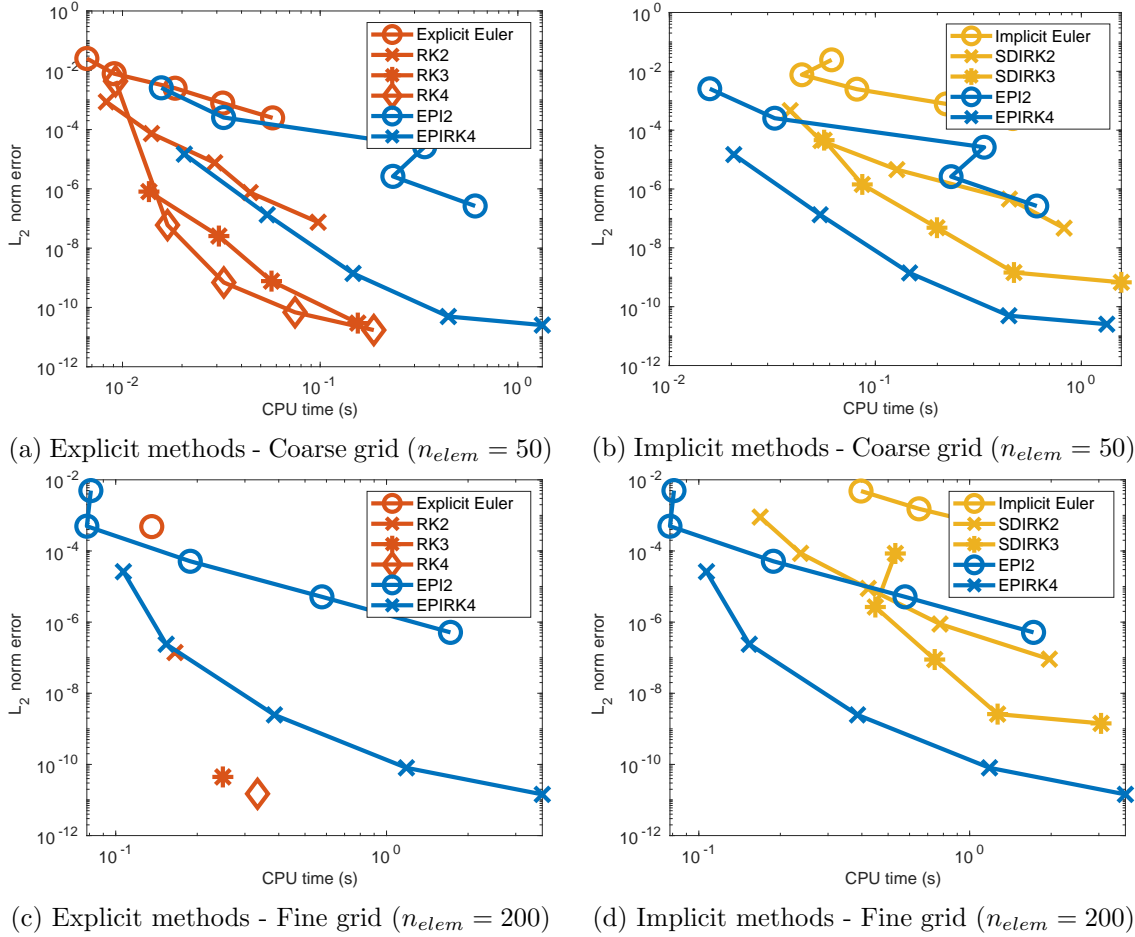 10^0
10^-2
10^-4
10^-6
10^-8
10^-10
10^-12
L_2 norm error
Explicit Euler
RK2
RK3
RK4
EPI2
EPIRK4
10^-2
10^-1
10^0
CPU time (s)
10^0
10^-2
10^-4
10^-6
10^-8
10^-10
10^-12
L_2 norm error
Implicit Euler
SDIRK2
SDIRK3
EPI2
EPIRK4
10^-2
10^-1
10^0
CPU time (s)
(a) Explicit methods - Coarse grid (n_elem = 50)
(b) Implicit methods - Coarse grid (n_elem = 50)
10^-2
10^-4
10^-6
10^-8
10^-10
10^-12
L_2 norm error
Explicit Euler
RK2
RK3
RK4
EPI2
EPIRK4
10^-1
10^0
CPU time (s)
10^-2
10^-4
10^-6
10^-8
10^-10
10^-12
L_2 norm error
Implicit Euler
SDIRK2
SDIRK3
EPI2
EPIRK4
10^-1
10^0
CPU time (s)
(c) Explicit methods - Fine grid (n_elem = 200)
(d) Implicit methods - Fine grid (n_elem = 200)